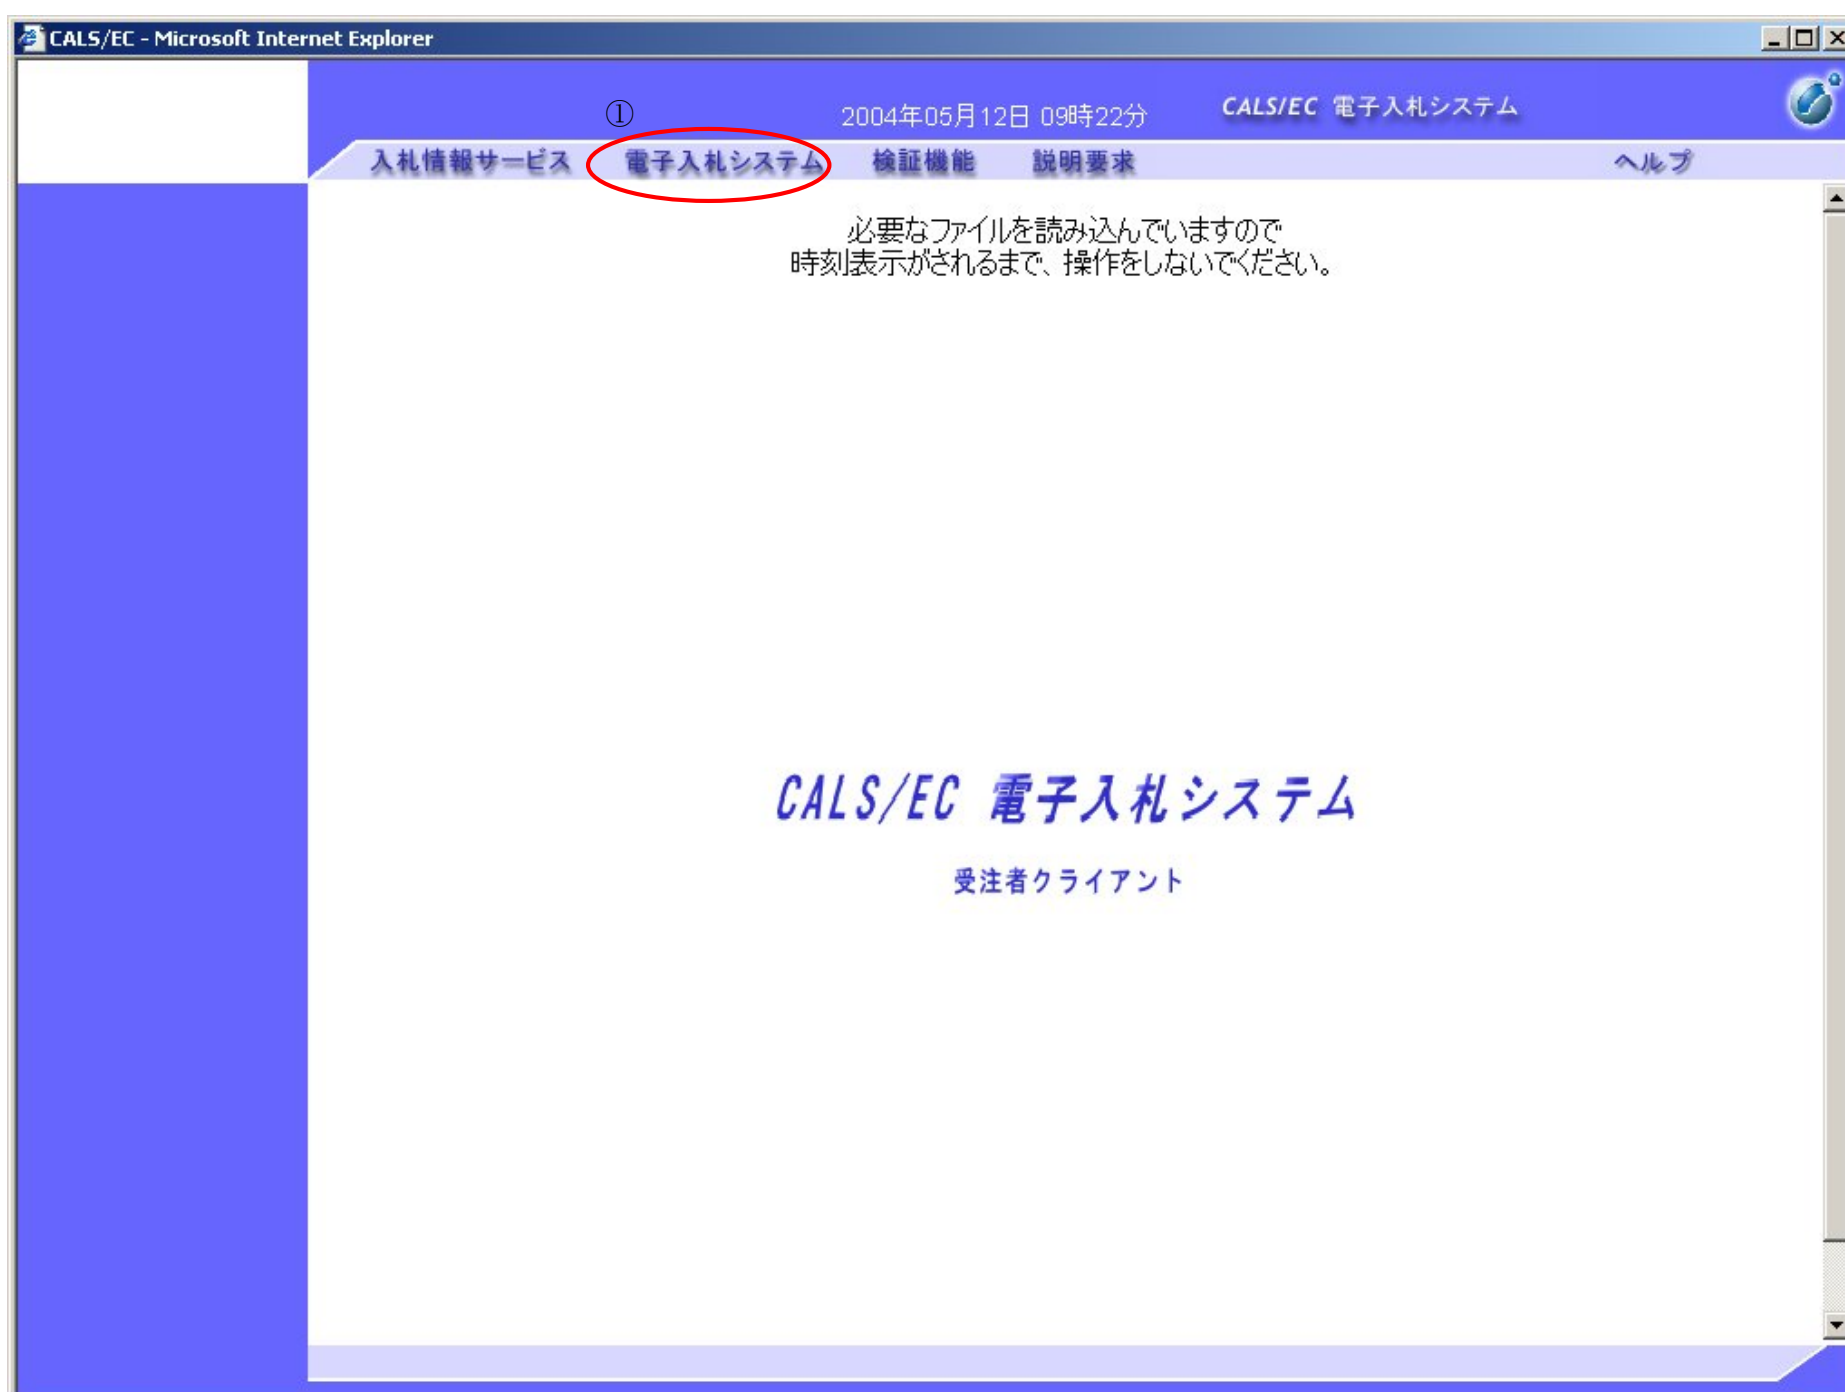 CALS/EC - Microsoft Internet Explorer
①
2004年05月12日 09時22分
CALS/EC 電子入札システム
入札情報サービス 電子入札システム 検証機能 説明要求 ヘルプ
必要なファイルを読み込んでいますので
時刻表示がされるまで、操作をしないでください。
CALS/EC 電子入札システム
受注者クライアント